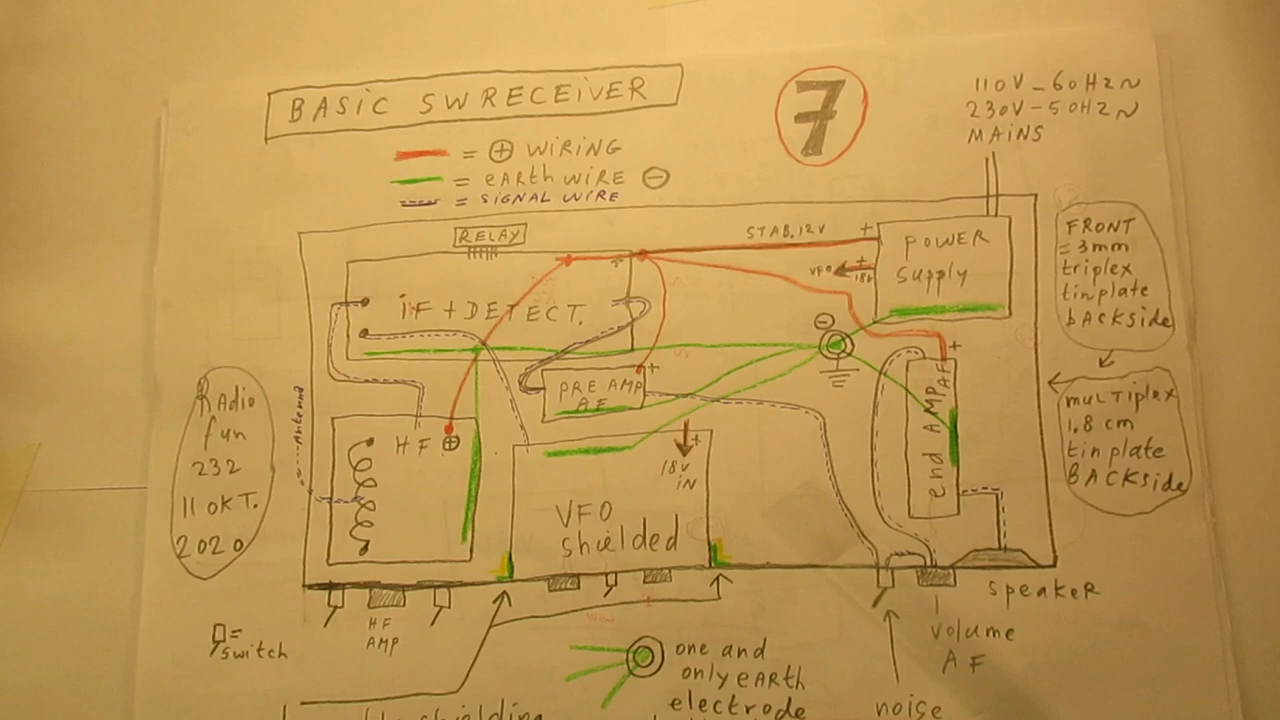 BASIC SWRECEIVER
7
110V - 60HZ ~
230V - 50HZ ~
MAINS
= ⊕ WIRING
= EARTH WIRE ⊖
= SIGNAL WIRE
RELAY
STAB. 12V
+
POWER
supply
VFO
+
18V
FRONT
= 3mm
triplex
tinplate
BACKside
iF + DETECT.
+
⊖
+
PRE AMP
AF
+
end AMP AF
MULTIplex
1.8 cm
tinplate
BACKside
RAdio
fun
232
11 OKT.
2020
Antenna
HF ⊕
+
18V
IN
VFO
shielded
speaker
= switch
HF
AMP
volume
AF
one and
only EARTH
electrode
noise
shielding